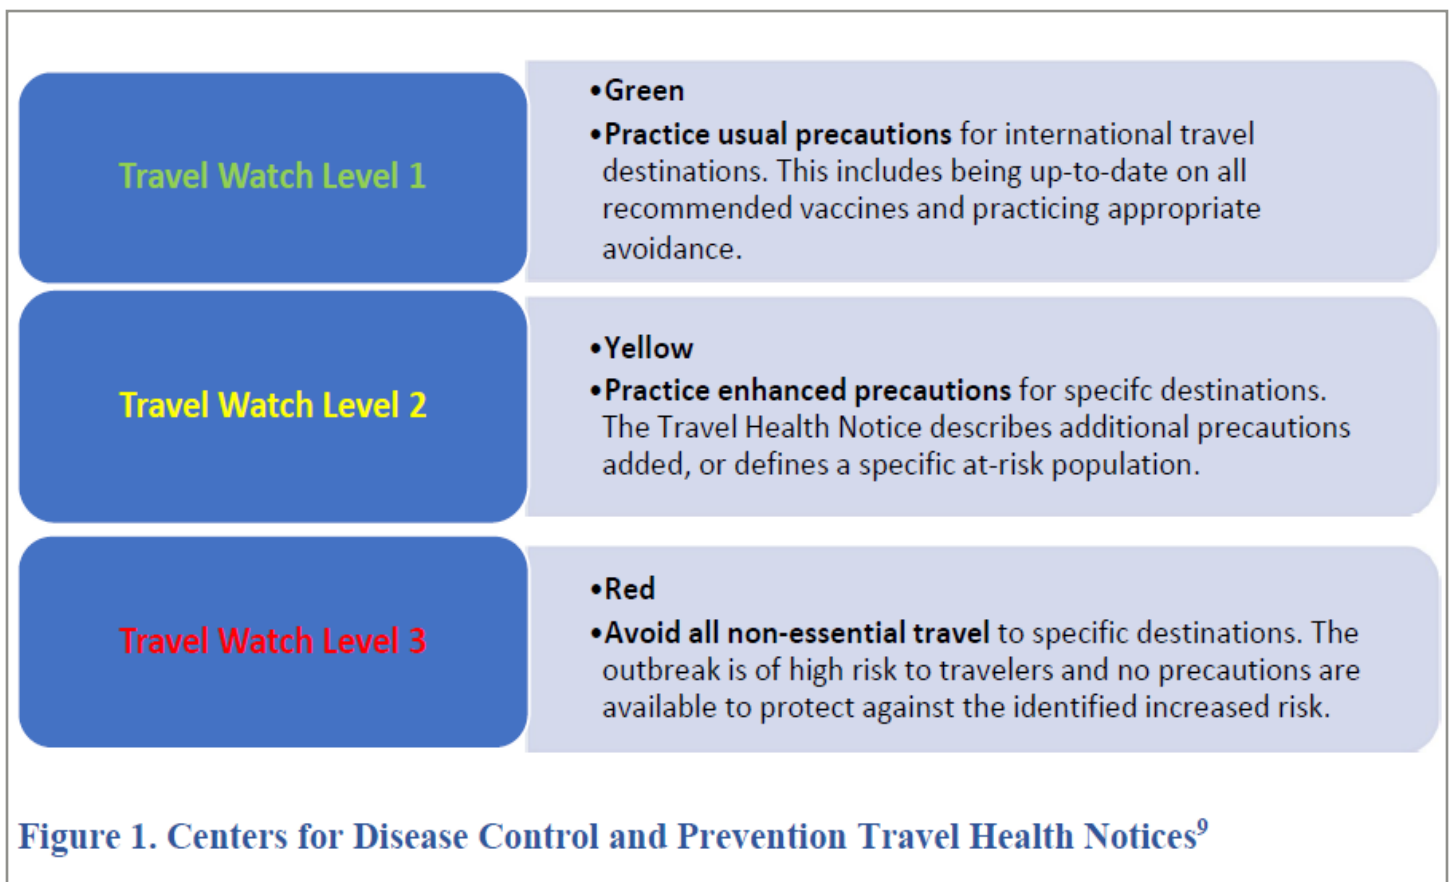 Travel Watch Level 1
•Green
•Practice usual precautions for international travel
destinations. This includes being up-to-date on all
recommended vaccines and practicing appropriate
avoidance.
Travel Watch Level 2
•Yellow
•Practice enhanced precautions for specifc destinations.
The Travel Health Notice describes additional precautions
added, or defines a specific at-risk population.
Travel Watch Level 3
•Red
•Avoid all non-essential travel to specific destinations. The
outbreak is of high risk to travelers and no precautions are
available to protect against the identified increased risk.
Figure 1. Centers for Disease Control and Prevention Travel Health Notices⁹